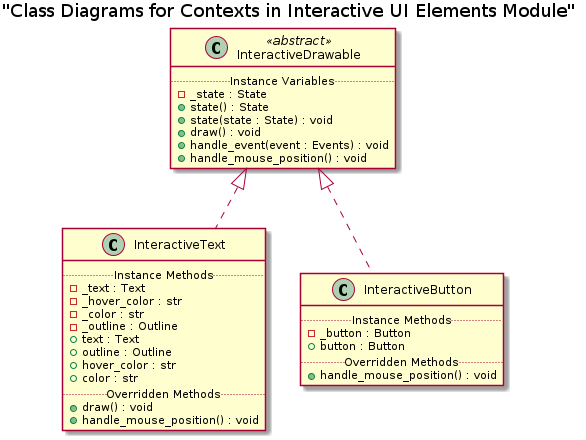 "Class Diagrams for Contexts in Interactive UI Elements Module"
C
«abstract»
InteractiveDrawable
Instance Variables
_state : State
state() : State
state(state : State) : void
draw() : void
handle_event(event : Events) : void
handle_mouse_position() : void
C InteractiveText
Instance Methods
_text : Text
_hover_color : str
_color : str
_outline : Outline
text : Text
outline : Outline
hover_color : str
color : str
Overridden Methods
draw() : void
handle_mouse_position() : void
C InteractiveButton
Instance Methods
_button : Button
button : Button
Overridden Methods
handle_mouse_position() : void